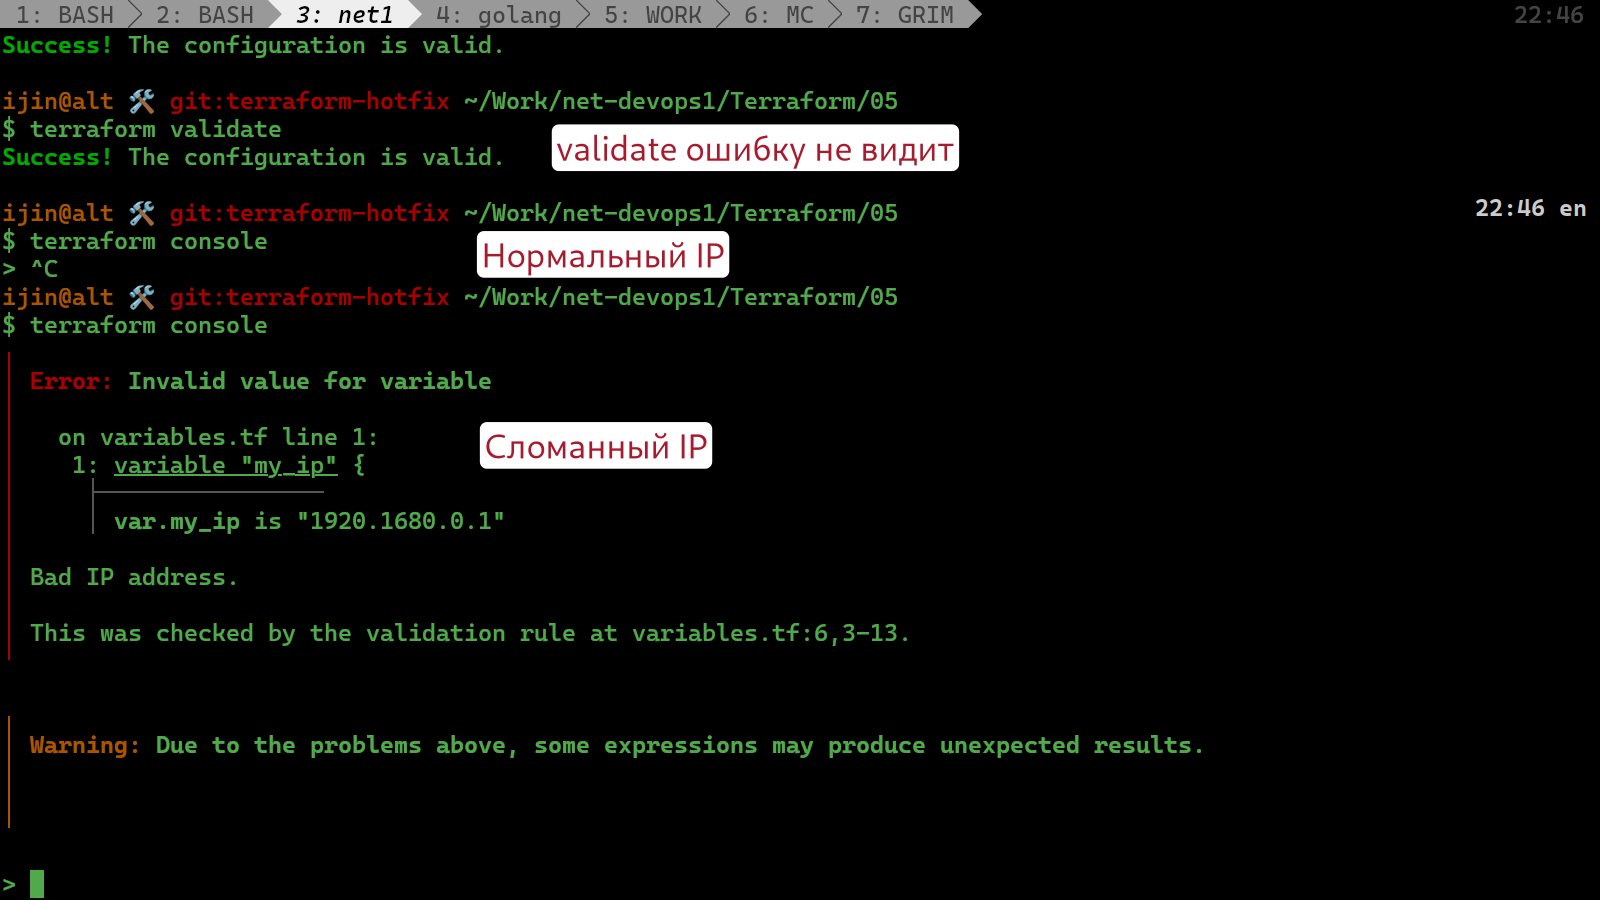 1: BASH 2: BASH 3: net1 4: golang 5: WORK 6: MC 7: GRIM 22:46
Success! The configuration is valid.
ijin@alt 🛠 git:terraform-hotfix ~/Work/net-devops1/Terraform/05
$ terraform validate
validate ошибку не видит
Success! The configuration is valid.
ijin@alt 🛠 git:terraform-hotfix ~/Work/net-devops1/Terraform/05
22:46 en
$ terraform console
Нормальный IP
> ^C
ijin@alt 🛠 git:terraform-hotfix ~/Work/net-devops1/Terraform/05
$ terraform console
Error: Invalid value for variable
on variables.tf line 1:
Сломанный IP
1: variable "my_ip" {
var.my_ip is "1920.1680.0.1"
Bad IP address.
This was checked by the validation rule at variables.tf:6,3-13.
Warning: Due to the problems above, some expressions may produce unexpected results.
>